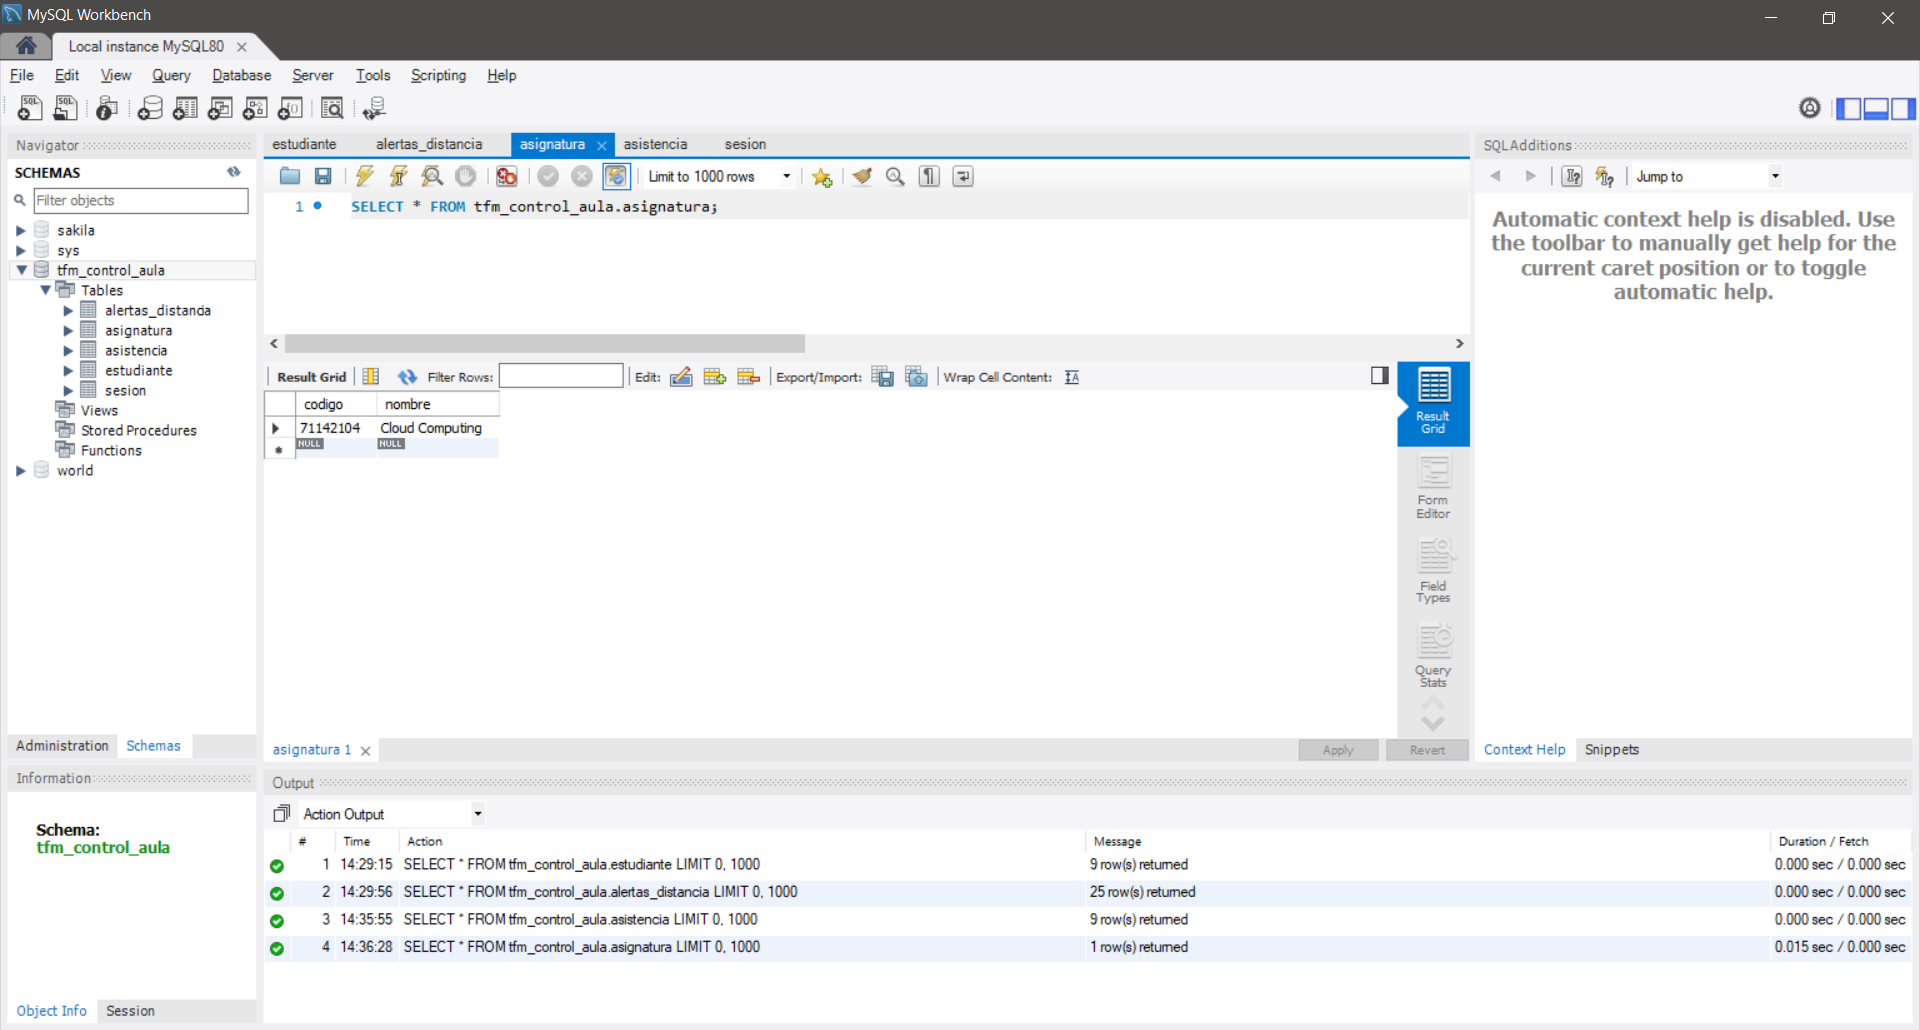 MySQL Workbench
Local instance MySQL80
File Edit View Query Database Server Tools Scripting Help
Navigator
SCHEMAS
Filter objects
sakila
sys
tfm_control_aula
Tables
alertas_distancia
asignatura
asistencia
estudiante
sesion
Views
Stored Procedures
Functions
world
Administration Schemas
Information
Schema:
tfm_control_aula
Object Info Session
estudiante alertas_distancia asignatura asistencia sesion
Limit to 1000 rows
1 SELECT * FROM tfm_control_aula.asignatura;
Result Grid Filter Rows: Edit: Export/Import: Wrap Cell Content:
codigo nombre
71142104 Cloud Computing
NULL NULL
Result
Grid
Form
Editor
Field
Types
Query
Stats
asignatura 1
Apply Revert
SQLAdditions
Jump to
Automatic context help is disabled. Use
the toolbar to manually get help for the
current caret position or to toggle
automatic help.
Context Help Snippets
Output
Action Output
# Time Action Message Duration / Fetch
1 14:29:15 SELECT * FROM tfm_control_aula.estudiante LIMIT 0, 1000 9 row(s) returned 0.000 sec / 0.000 sec
2 14:29:56 SELECT * FROM tfm_control_aula.alertas_distancia LIMIT 0, 1000 25 row(s) returned 0.000 sec / 0.000 sec
3 14:35:55 SELECT * FROM tfm_control_aula.asistencia LIMIT 0, 1000 9 row(s) returned 0.000 sec / 0.000 sec
4 14:36:28 SELECT * FROM tfm_control_aula.asignatura LIMIT 0, 1000 1 row(s) returned 0.015 sec / 0.000 sec